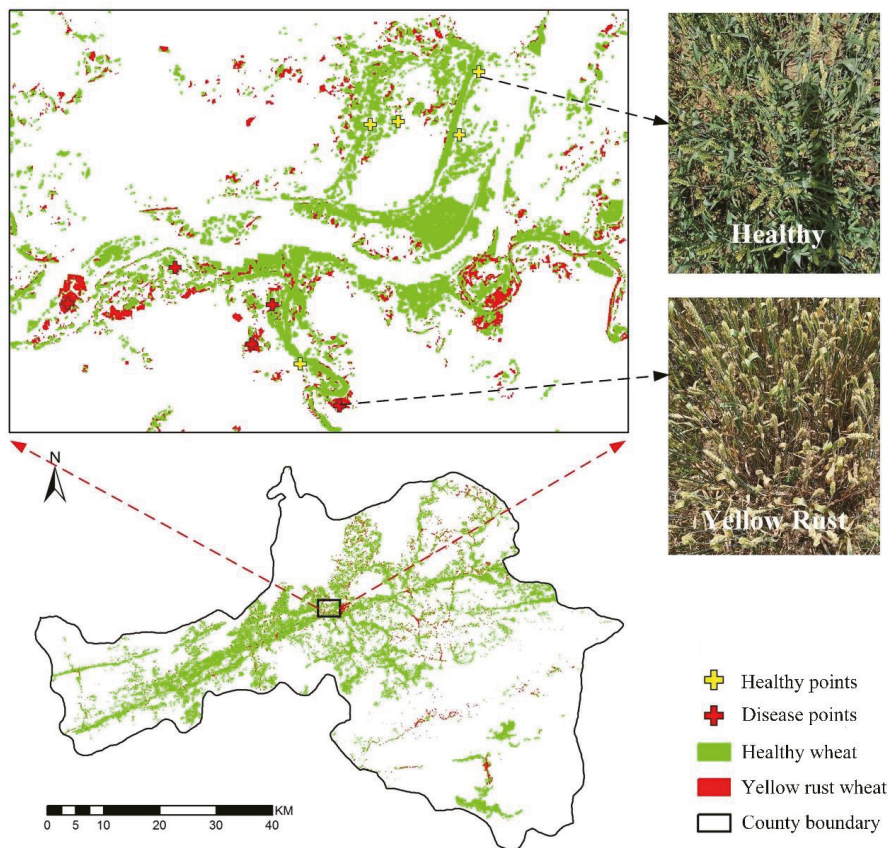 Healthy
Yellow Rust
N
0 5 10 20 30 40 KM
Healthy points
Disease points
Healthy wheat
Yellow rust wheat
County boundary